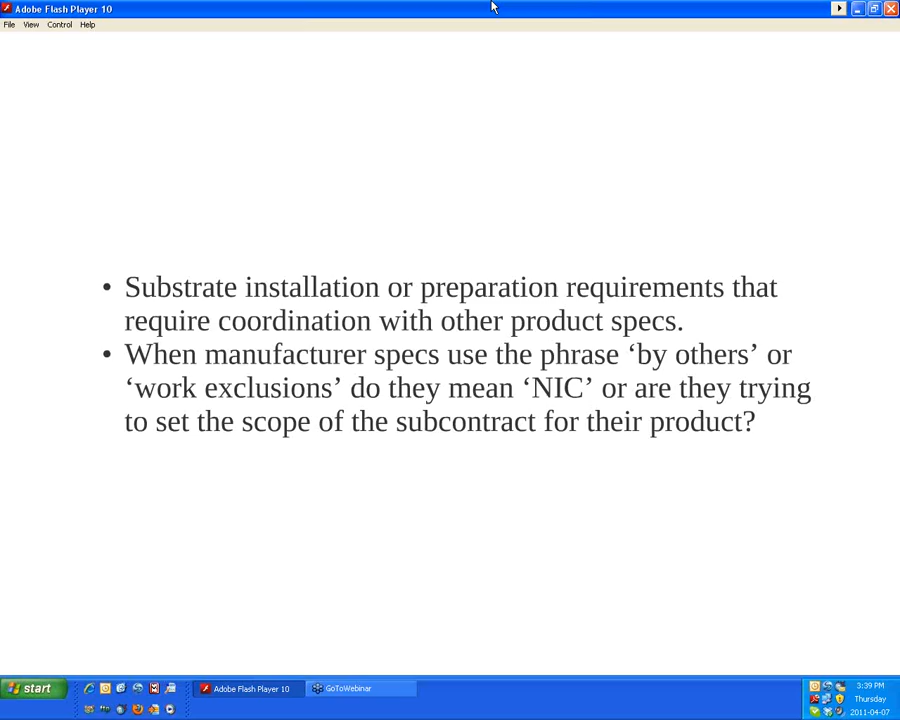 Adobe Flash Player 10
File View Control Help
• Substrate installation or preparation requirements that
require coordination with other product specs.
• When manufacturer specs use the phrase ‘by others’ or
‘work exclusions’ do they mean ‘NIC’ or are they trying
to set the scope of the subcontract for their product?
start
Adobe Flash Player 10
GoToWebinar
3:39 PM
Thursday
2011-04-07